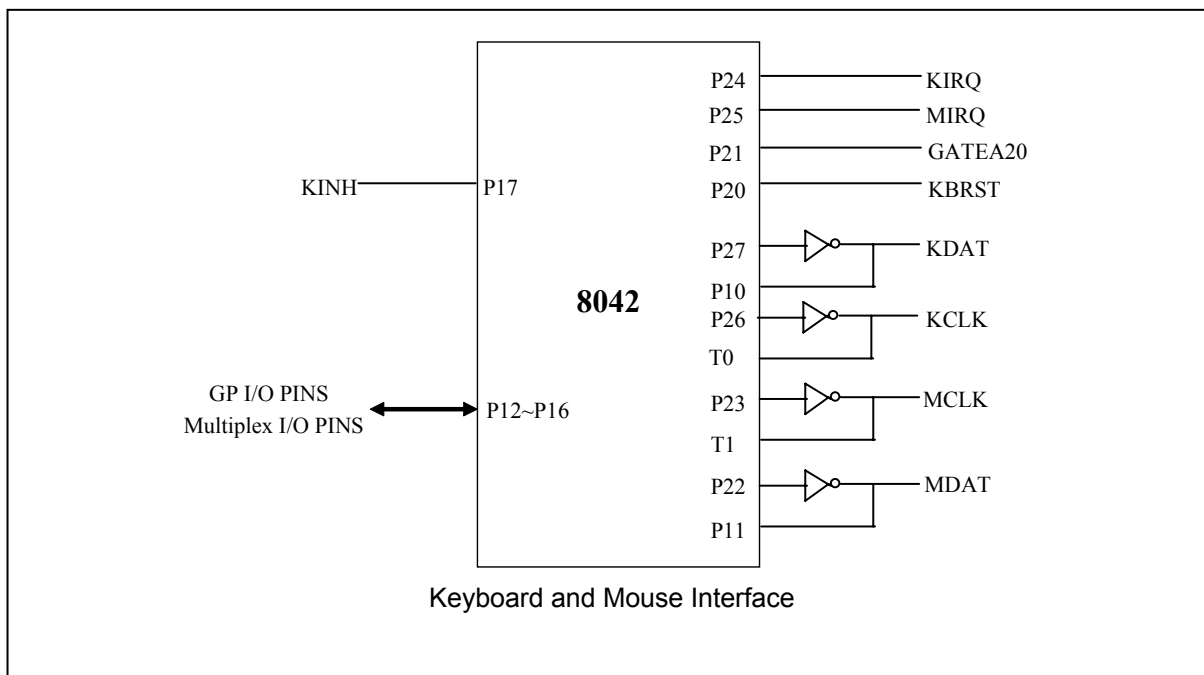 P24 KIRQ
P25 MIRQ
P21 GATEA20
KINH P17 P20 KBRST
P27 KDAT
8042
P10
P26 KCLK
T0
GP I/O PINS
Multiplex I/O PINS
P12~P16
P23 MCLK
T1
P22 MDAT
P11
Keyboard and Mouse Interface